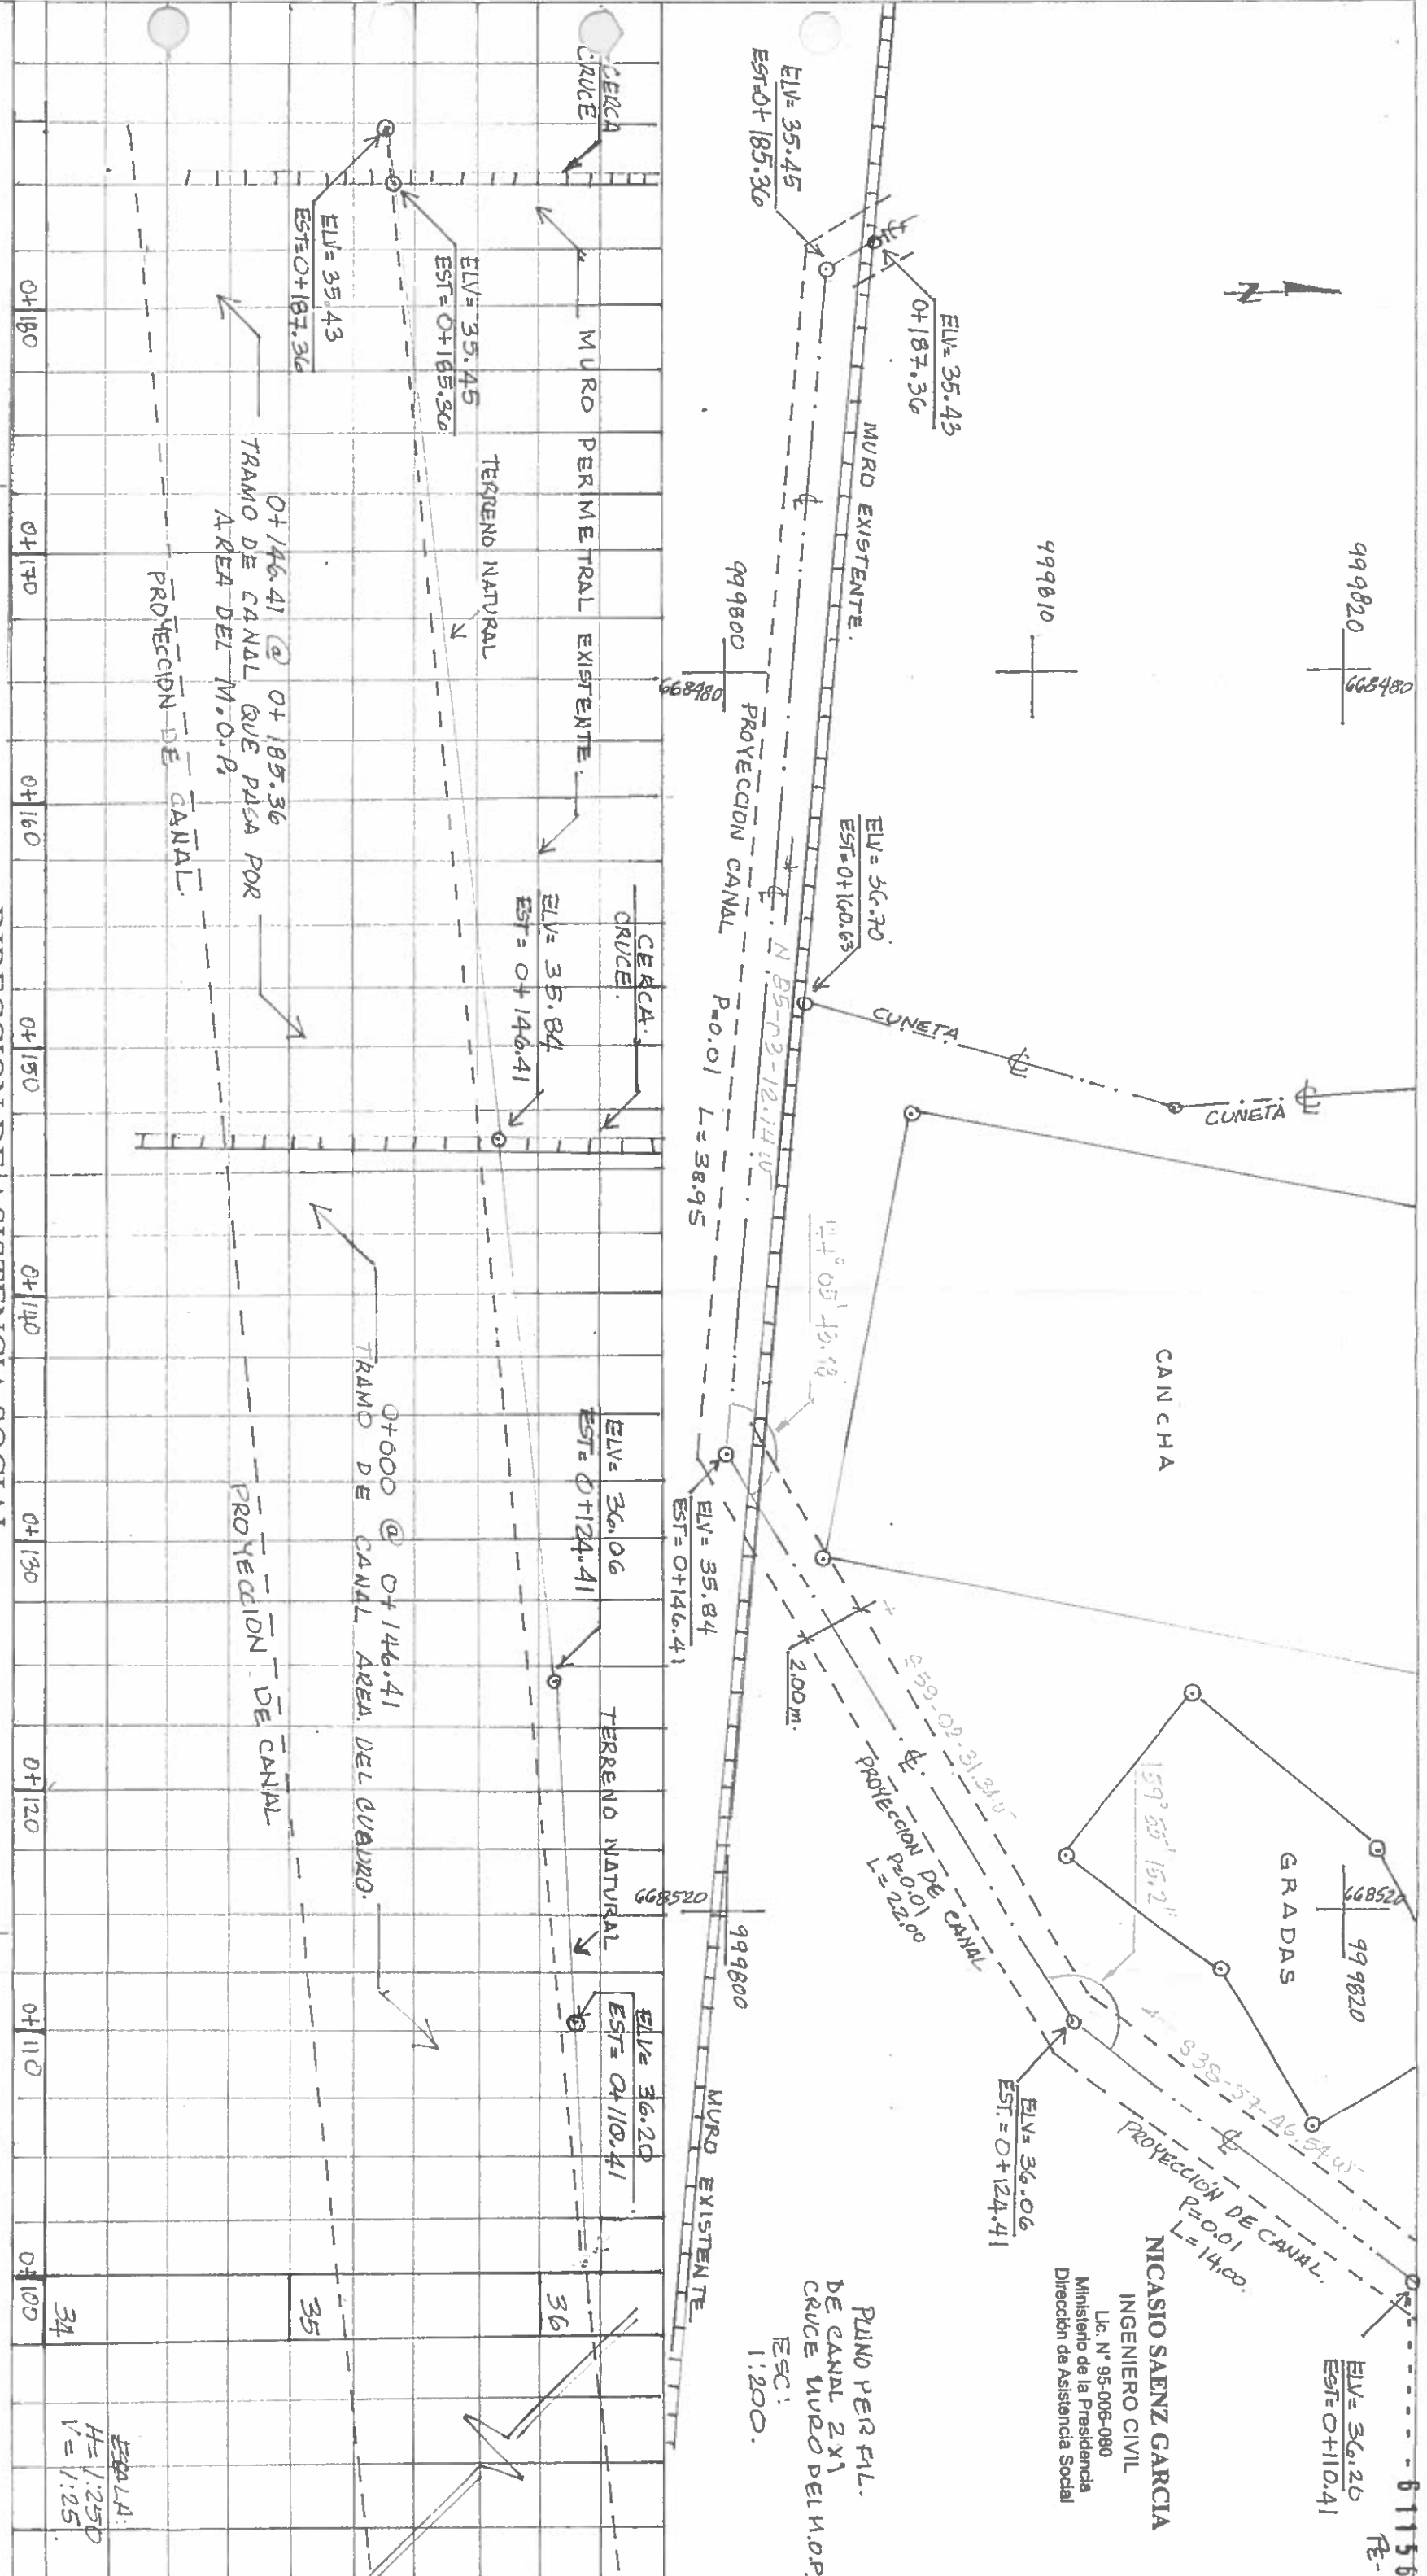 999820
668480
999810
ELV= 35.43
0+187.36
MURO EXISTENTE.
ELV= 35.45
EST=0+185.36
999800
668480
PROYECCION CANAL P=0.01 L=38.95
ELV= 36.70
EST=0+160.63
CUNETA
CUNETA
CANCHA
ELV= 35.84
EST=0+146.41
2.00m.
PROYECCION DE CANAL
P=0.01
L=22.00
GRADAS
668520
999820
159° 55' 15.2"
668520
999800
ELV= 36.06
EST.=0+124.41
PROYECCIÓN DE CANAL.
P=0.01
L=14.00.
ELV= 36.20
EST=0+110.41
MURO EXISTENTE
NICASIO SAENZ GARCIA
INGENIERO CIVIL
Lic. N° 95-006-080
Ministerio de la Presidencia
Dirección de Asistencia Social
PLANO PERFIL.
DE CANAL 2X1
CRUCE MURO DEL M.O.P.
ESC:
1:200.
CERCA
CRUCE
MURO PERIMETRAL EXISTENTE.
CERCA.
CRUCE.
ELV= 35.45
EST=0+185.36
TERRENO NATURAL
ELV= 35.84
EST= 0+146.41
ELV= 36.06
EST=0+124.41
TERRENO NATURAL
ELV= 36.20
EST= 0+110.41
ELV= 35.43
EST=0+187.36
0+146.41 @ 0+185.36
TRAMO DE CANAL QUE PASA POR
AREA DEL M.O.P.
0+000 @ 0+146.41
TRAMO DE CANAL AREA DEL CUADRO.
PROYECCION DE CANAL.
PROYECCION DE CANAL
36
35
34
0+180
0+170
0+160
0+150
0+140
0+130
0+120
0+110
0+100
ESCALA:
H=1:250
V=1:25.